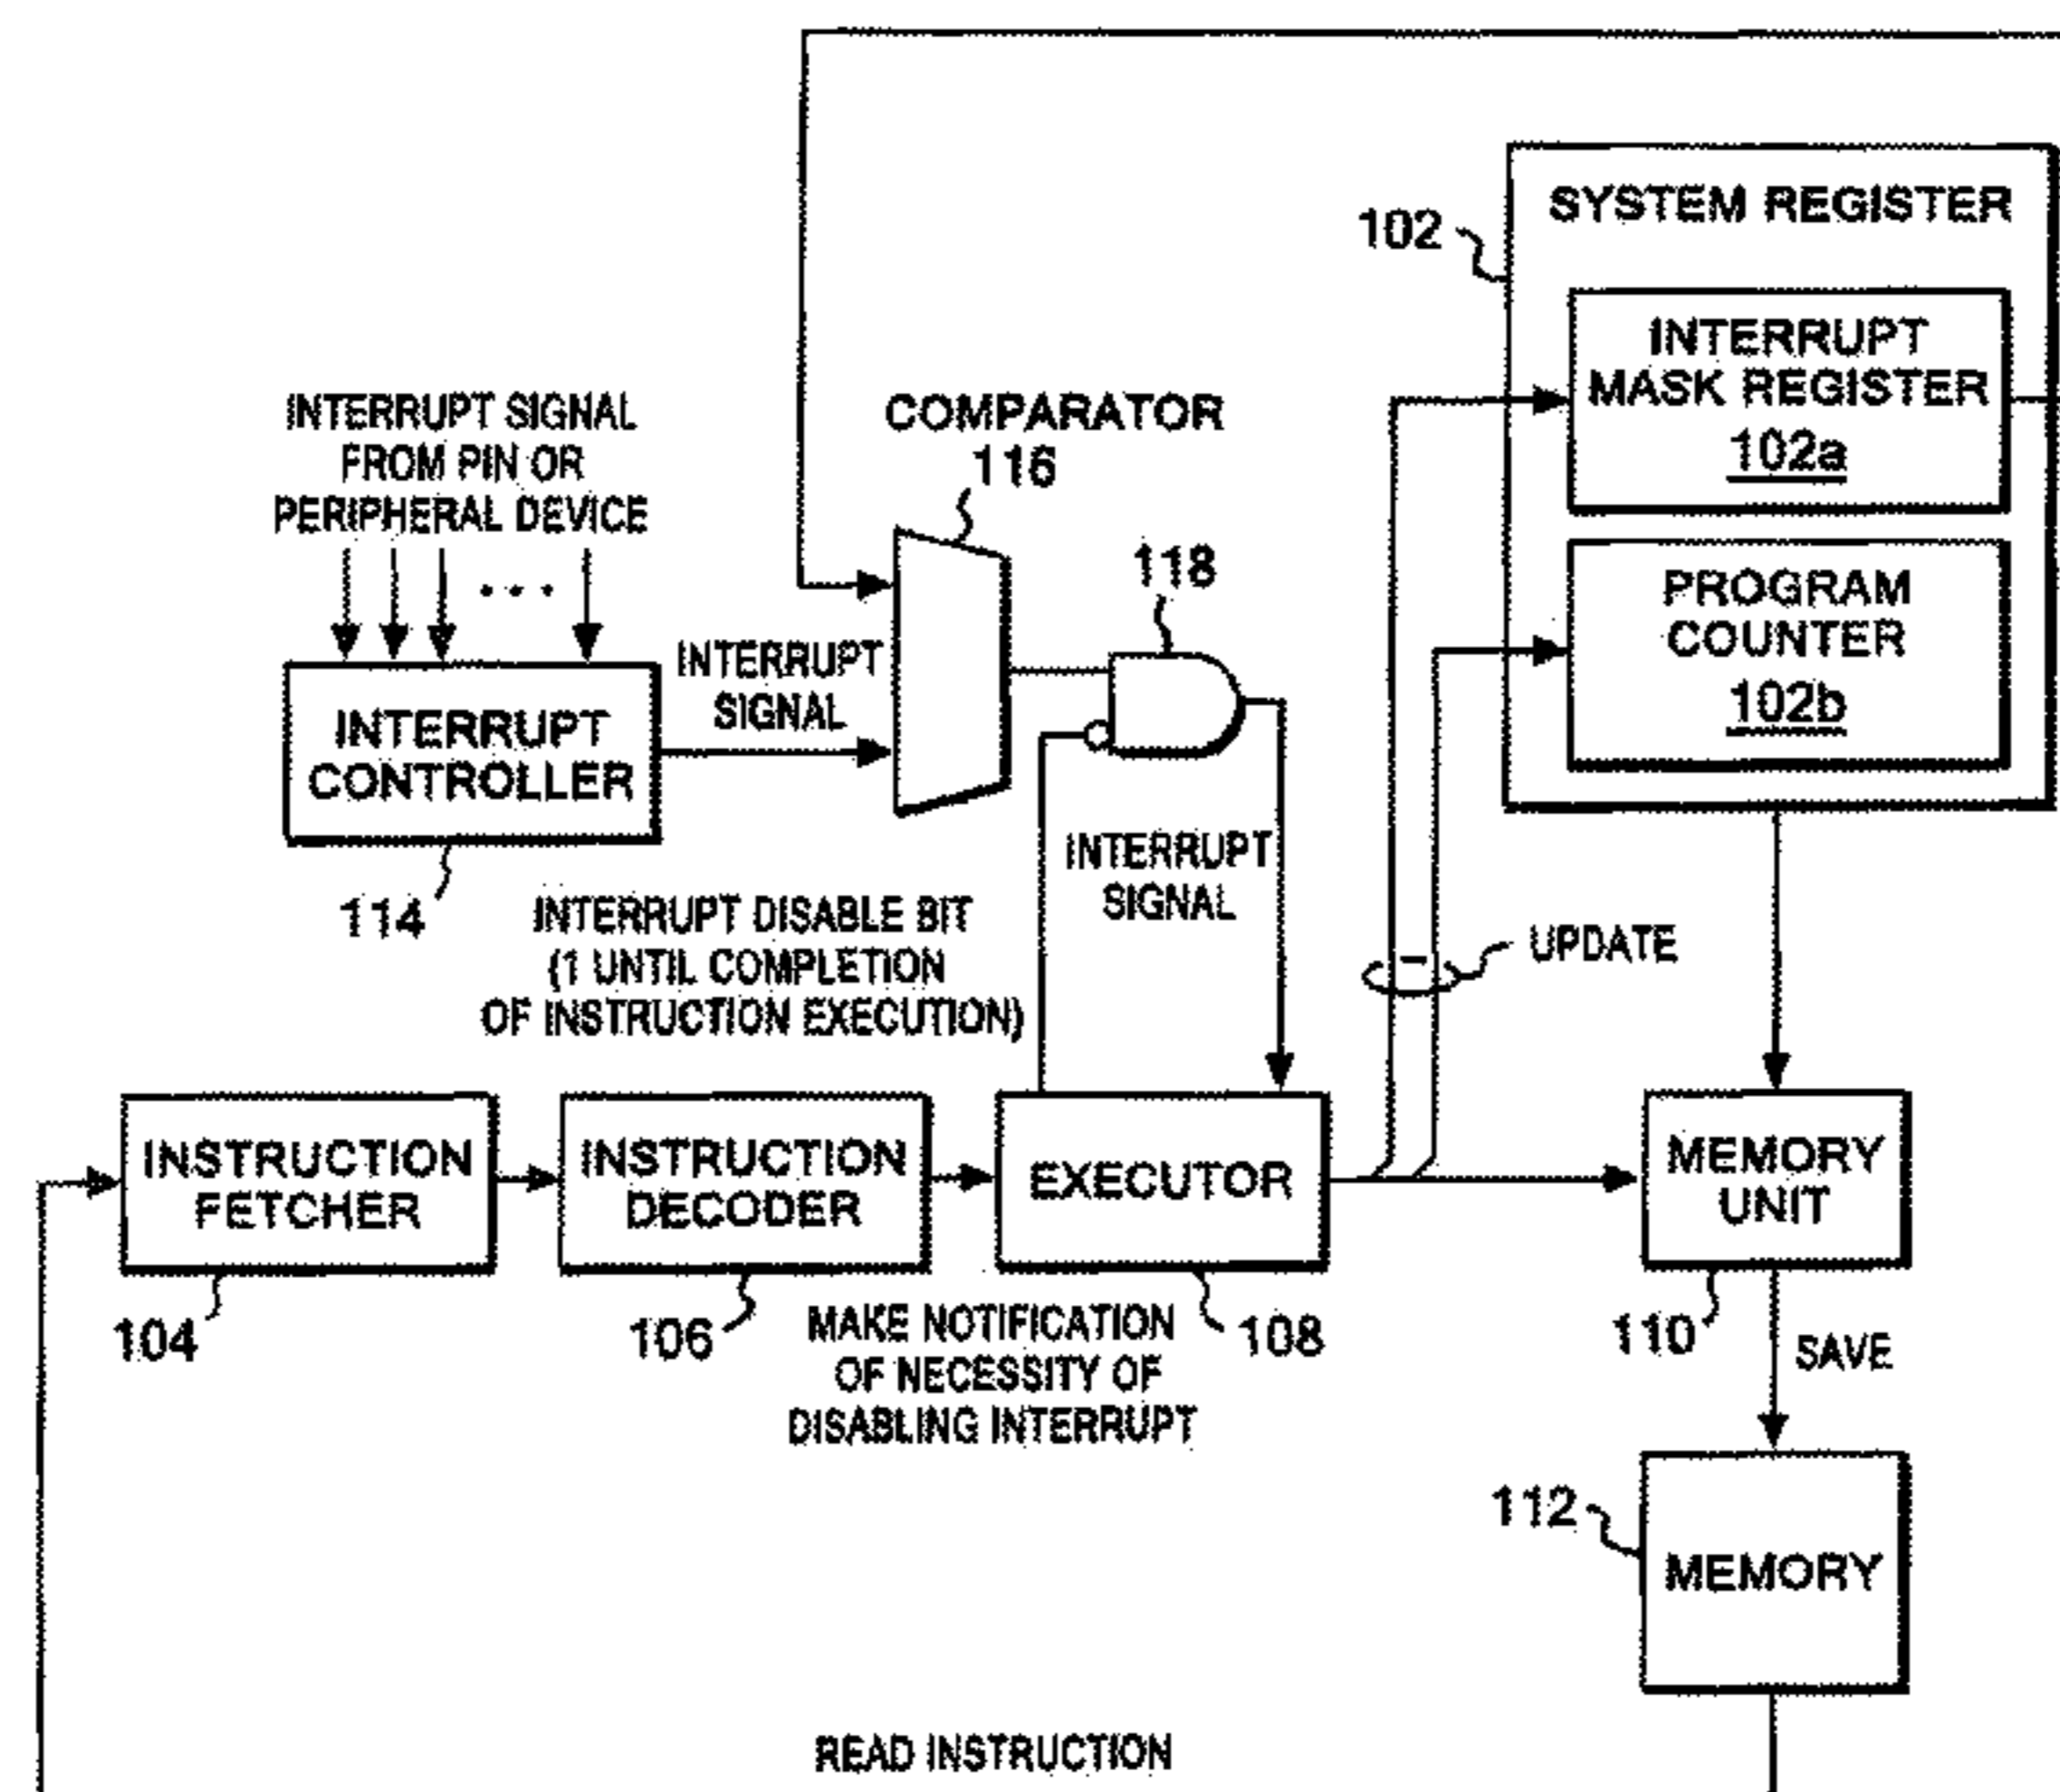 SYSTEM REGISTER
102
INTERRUPT
MASK REGISTER
102a
PROGRAM
COUNTER
102b
INTERRUPT SIGNAL
FROM PIN OR
PERIPHERAL DEVICE
COMPARATOR
116
118
INTERRUPT
SIGNAL
INTERRUPT
CONTROLLER
114
INTERRUPT
SIGNAL
INTERRUPT DISABLE BIT
(1 UNTIL COMPLETION
OF INSTRUCTION EXECUTION)
UPDATE
INSTRUCTION
FETCHER
104
INSTRUCTION
DECODER
106
EXECUTOR
108
MAKE NOTIFICATION
OF NECESSITY OF
DISABLING INTERRUPT
MEMORY
UNIT
110
SAVE
112
MEMORY
READ INSTRUCTION